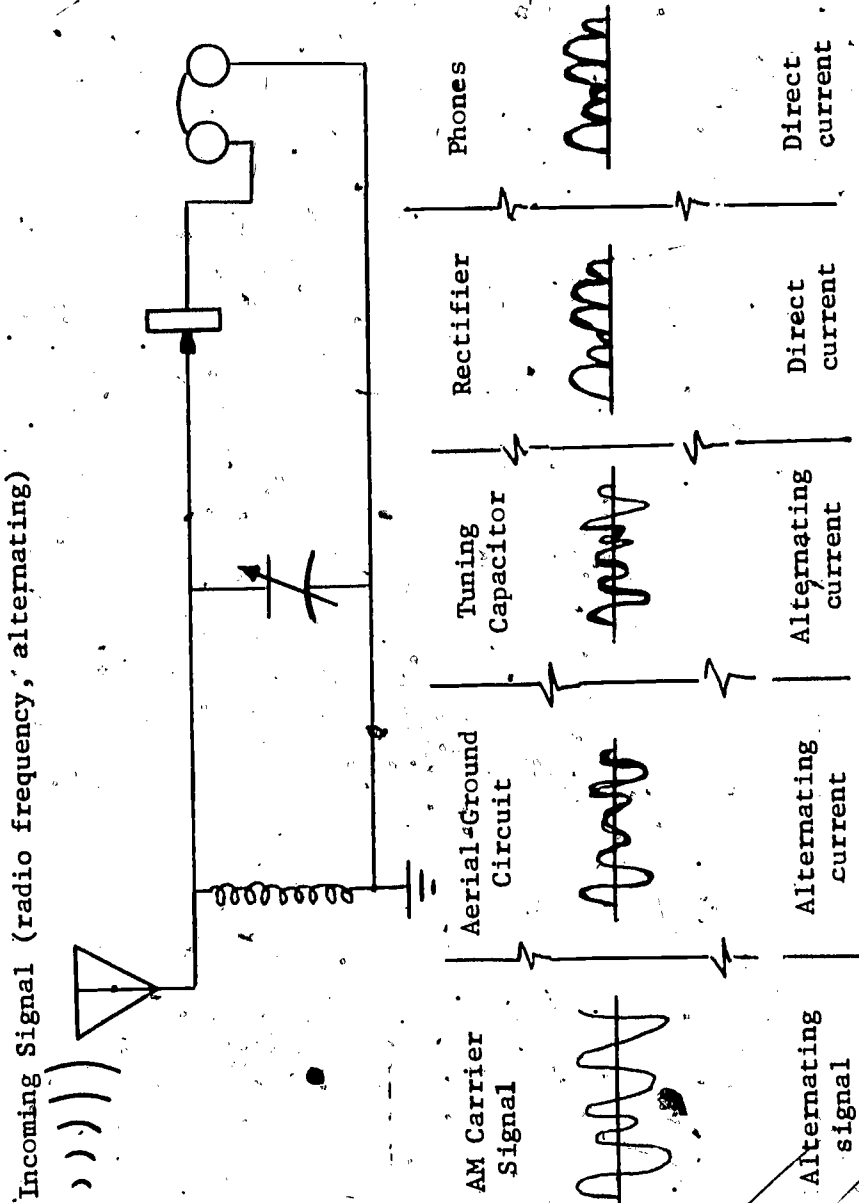 Incoming Signal (radio frequency, alternating)
AM Carrier
Signal
Aerial-Ground
Circuit
Tuning
Capacitor
Rectifier
Phones
Alternating
signal
Alternating
current
Alternating
current
Direct
current
Direct
current